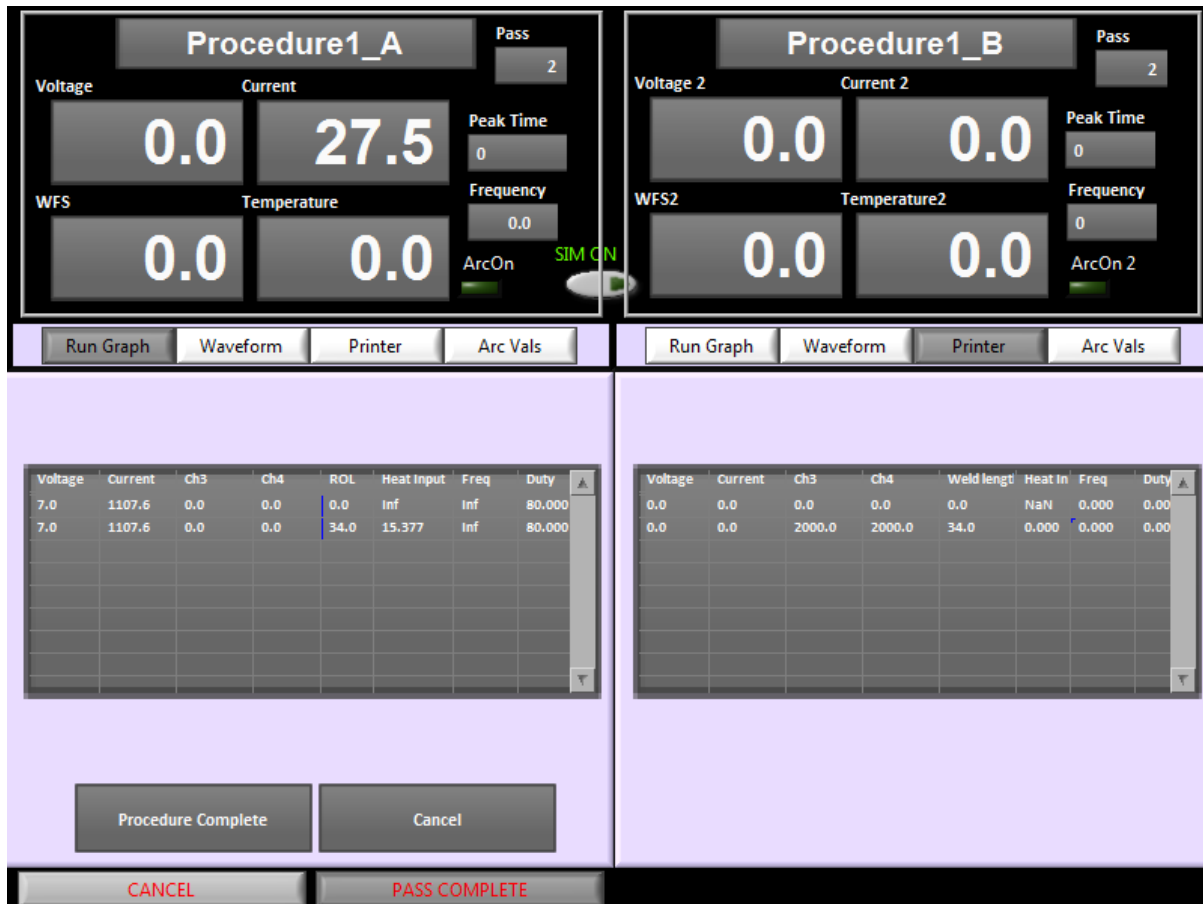 Procedure1_A
Pass
2
Voltage
Current
0.0
27.5
Peak Time
0
WFS
Temperature
Frequency
0.0
0.0
0.0
ArcOn
SIM ON
Procedure1_B
Pass
2
Voltage 2
Current 2
0.0
0.0
Peak Time
0
WFS2
Temperature2
Frequency
0
0.0
0.0
ArcOn 2
Run Graph Waveform Printer Arc Vals
Run Graph Waveform Printer Arc Vals
Voltage Current Ch3 Ch4 ROL Heat Input Freq Duty
7.0 1107.6 0.0 0.0 0.0 Inf Inf 80.000
7.0 1107.6 0.0 0.0 34.0 15.377 Inf 80.000
Voltage Current Ch3 Ch4 Weld lengt Heat In Freq Duty
0.0 0.0 0.0 0.0 0.0 NaN 0.000 0.00
0.0 0.0 2000.0 2000.0 34.0 0.000 0.000 0.00
Procedure Complete Cancel
CANCEL PASS COMPLETE